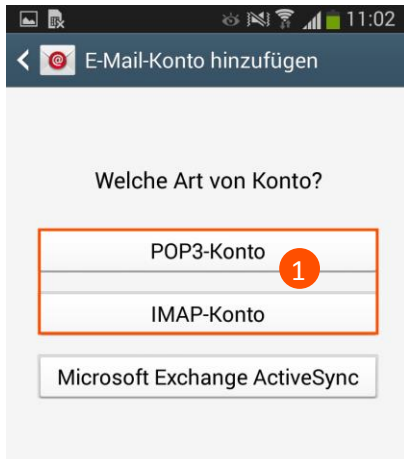 11:02
E-Mail-Konto hinzufügen
Welche Art von Konto?
POP3-Konto
1
IMAP-Konto
Microsoft Exchange ActiveSync